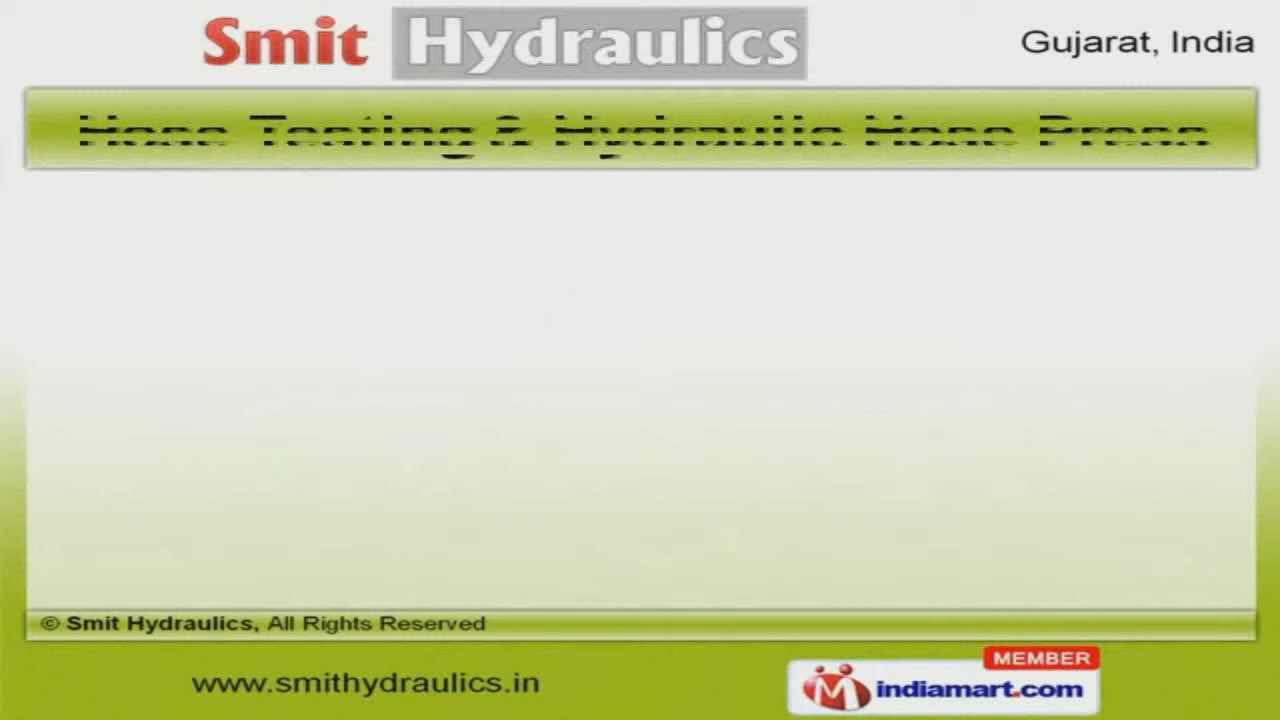 Smit Hydraulics
Gujarat, India
Hose Testing & Hydraulic Hose Press
© Smit Hydraulics, All Rights Reserved
www.smithydraulics.in
MEMBER
indiamart.com